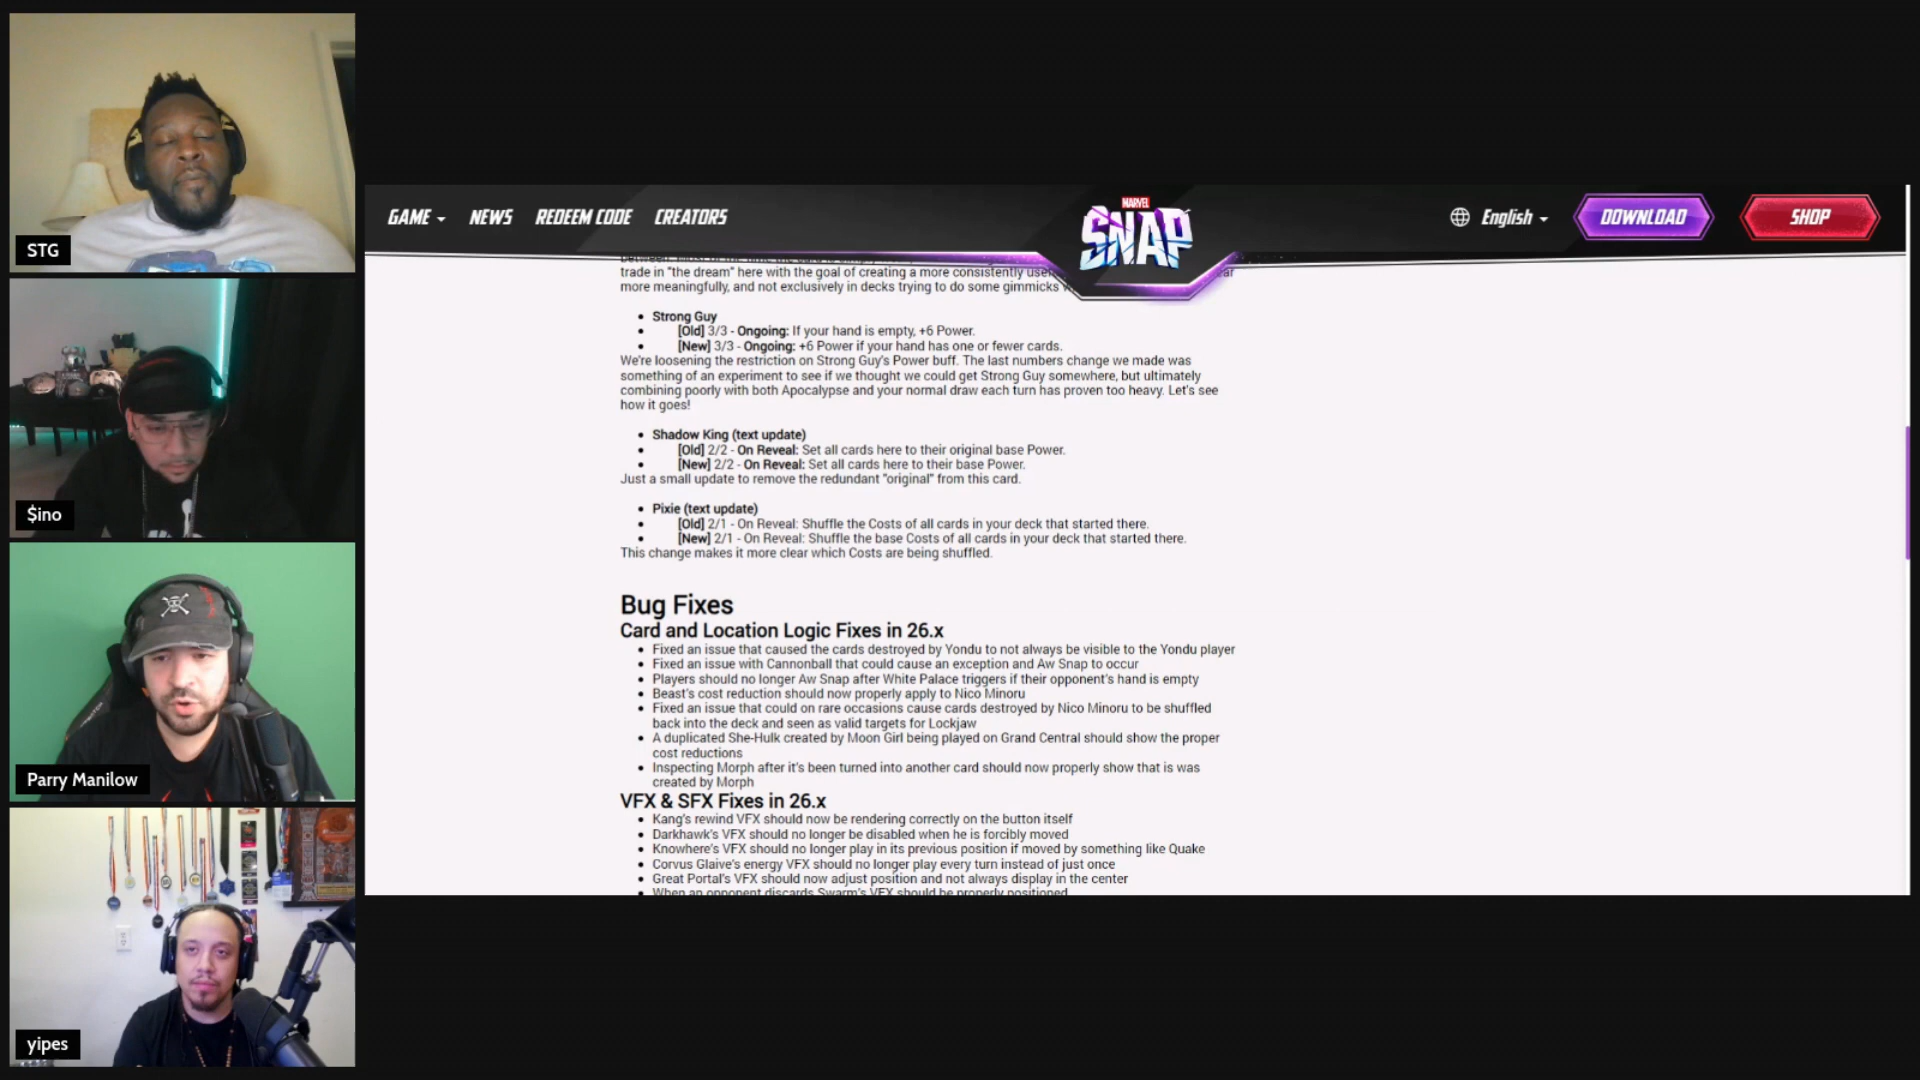 STG
$ino
Parry Manilow
yipes
GAME
NEWS
REDEEM CODE
CREATORS
MARVEL
SNAP
English
DOWNLOAD
SHOP
trade in "the dream" here with the goal of creating a more consistently
more meaningfully, and not exclusively in decks trying to do some gimmicks
• Strong Guy
• [Old] 3/3 - Ongoing: If your hand is empty, +6 Power.
• [New] 3/3 - Ongoing: +6 Power if your hand has one or fewer cards.
We're loosening the restriction on Strong Guy's Power buff. The last numbers change we made was
something of an experiment to see if we thought we could get Strong Guy somewhere, but ultimately
combining poorly with both Apocalypse and your normal draw each turn has proven too heavy. Let's see
how it goes!
• Shadow King (text update)
• [Old] 2/2 - On Reveal: Set all cards here to their original base Power.
• [New] 2/2 - On Reveal: Set all cards here to their base Power.
Just a small update to remove the redundant "original" from this card.
• Pixie (text update)
• [Old] 2/1 - On Reveal: Shuffle the Costs of all cards in your deck that started there.
• [New] 2/1 - On Reveal: Shuffle the base Costs of all cards in your deck that started there.
This change makes it more clear which Costs are being shuffled.
Bug Fixes
Card and Location Logic Fixes in 26.x
• Fixed an issue that caused the cards destroyed by Yondu to not always be visible to the Yondu player
• Fixed an issue with Cannonball that could cause an exception and Aw Snap to occur
• Players should no longer Aw Snap after White Palace triggers if their opponent's hand is empty
• Beast's cost reduction should now properly apply to Nico Minoru
• Fixed an issue that could on rare occasions cause cards destroyed by Nico Minoru to be shuffled
back into the deck and seen as valid targets for Lockjaw
• A duplicated She-Hulk created by Moon Girl being played on Grand Central should show the proper
cost reductions
• Inspecting Morph after it's been turned into another card should now properly show that is was
created by Morph
VFX & SFX Fixes in 26.x
• Kang's rewind VFX should now be rendering correctly on the button itself
• Darkhawk's VFX should no longer be disabled when he is forcibly moved
• Knowhere's VFX should no longer play in its previous position if moved by something like Quake
• Corvus Glaive's energy VFX should no longer play every turn instead of just once
• Great Portal's VFX should now adjust position and not always display in the center
• When an opponent discards Swarm's VFX should be properly positioned